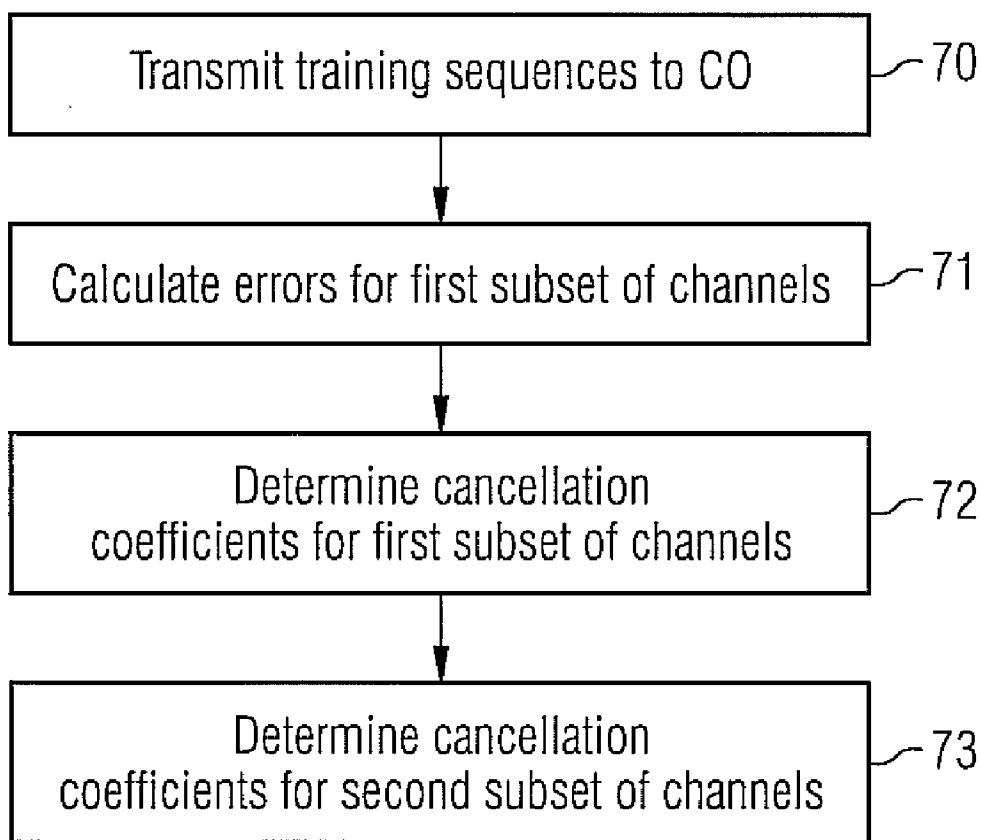 Transmit training sequences to CO
70
Calculate errors for first subset of channels
71
Determine cancellation
coefficients for first subset of channels
72
Determine cancellation
coefficients for second subset of channels
73